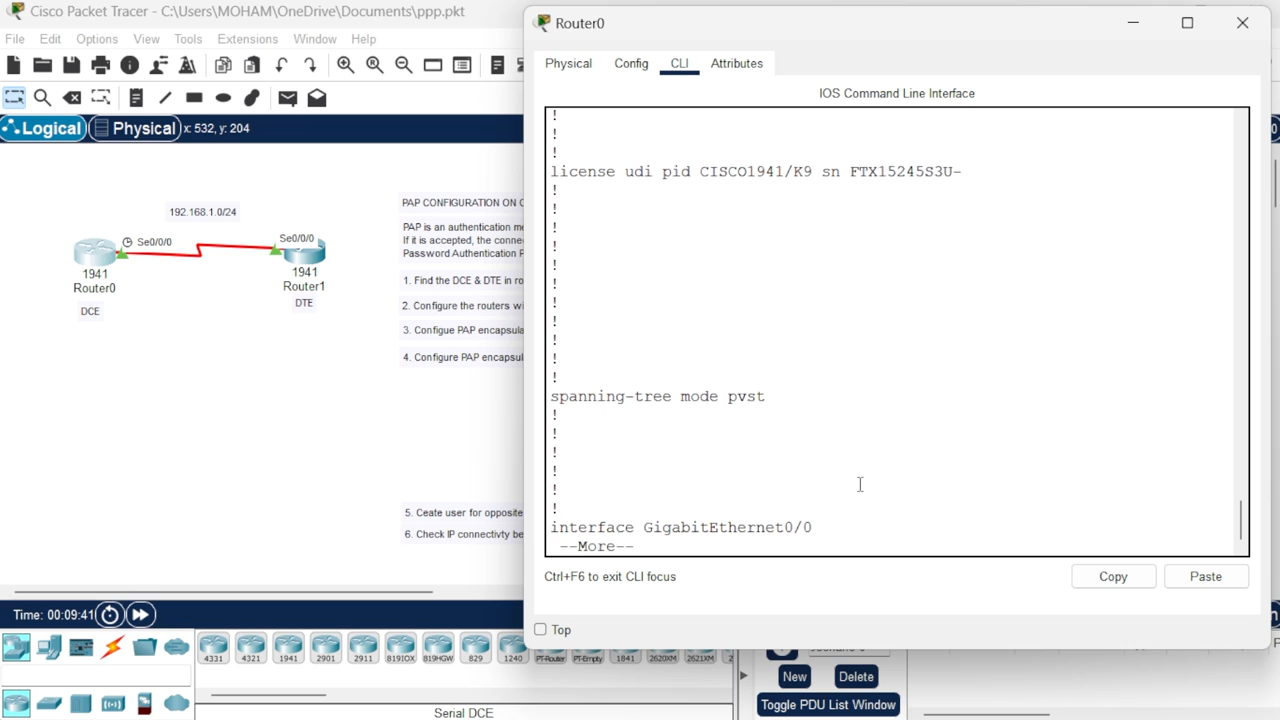 Cisco Packet Tracer - C:\Users\MOHAM\OneDrive\Documents\ppp.pkt
File Edit Options View Tools Extensions Window Help
Logical Physical x: 532, y: 204
192.168.1.0/24
Se0/0/0
Se0/0/0
1941
Router0
DCE
1941
Router1
DTE
PAP CONFIGURATION ON
PAP is an authentication
If it is accepted, the
Password Authentication
1. Find the DCE & DTE in
2. Configure the routers
3. Configue PAP
4. Configure PAP
5. Ceate user for opposite
6. Check IP connectivty
Router0
Physical Config CLI Attributes
IOS Command Line Interface
!
!
!
license udi pid CISCO1941/K9 sn FTX15245S3U-
!
!
!
!
!
!
!
!
!
!
!
spanning-tree mode pvst
!
!
!
!
!
!
interface GigabitEthernet0/0
--More--
Ctrl+F6 to exit CLI focus
Copy Paste
Top
Time: 00:09:41
4331 4321 1941 2901 2911 819IOX 819HGW 829 1240 PT-Router PT-Empty 1841 2620XM 2621XM
Serial DCE
New Delete
Toggle PDU List Window